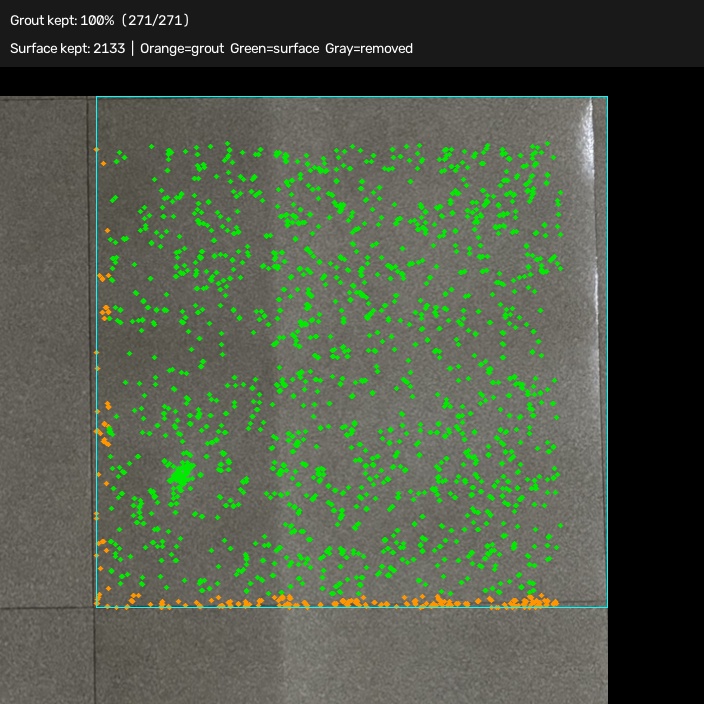 Grout kept: 100%  (271/271)
Surface kept: 2133  |  Orange=grout  Green=surface  Gray=removed